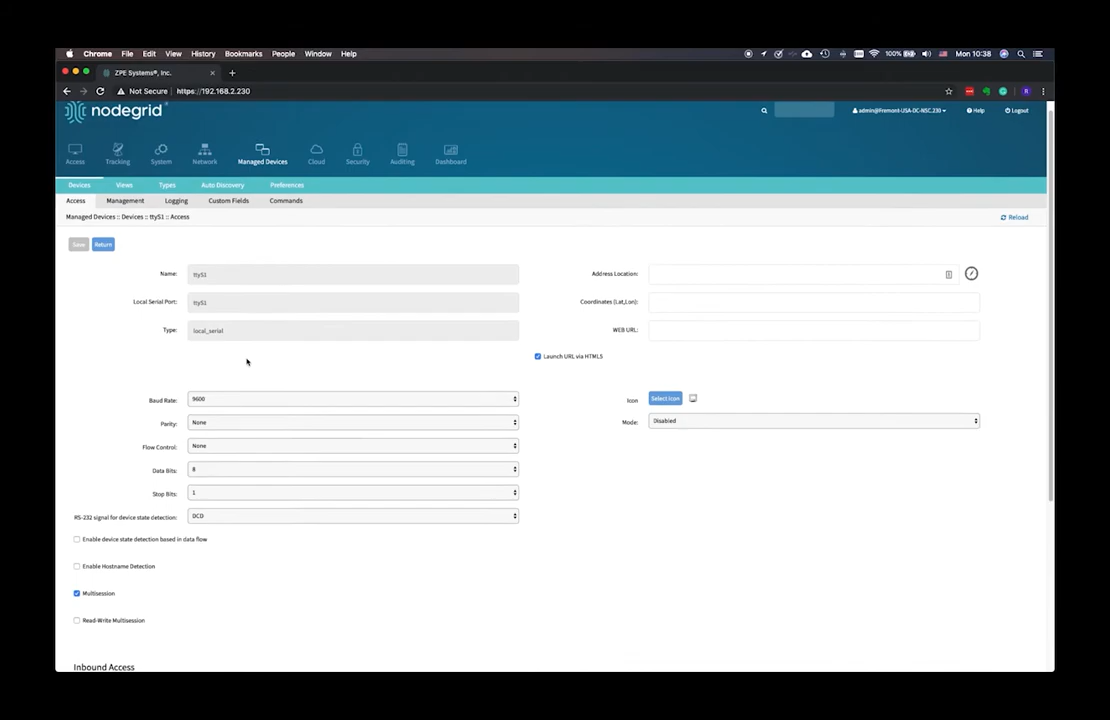 Chrome File Edit View History Bookmarks People Window Help 100% Mon 10:38
ZPE Systems®, Inc.
Not Secure https://192.168.2.230
nodegrid admin@Fremont-USA-DC-NSC.230 Help Logout
Access Tracking System Network Managed Devices Cloud Security Auditing Dashboard
Devices Views Types Auto Discovery Preferences
Access Management Logging Custom Fields Commands
Managed Devices :: Devices :: ttyS1 :: Access Reload
Save Return
Name: ttyS1 Address Location:
Local Serial Port: ttyS1 Coordinates (Lat,Lon):
Type: local_serial WEB URL:
Launch URL via HTML5
Baud Rate: 9600 Icon Select Icon
Parity: None Mode: Disabled
Flow Control: None
Data Bits: 8
Stop Bits: 1
RS-232 signal for device state detection: DCD
Enable device state detection based in data flow
Enable Hostname Detection
Multisession
Read-Write Multisession
Inbound Access